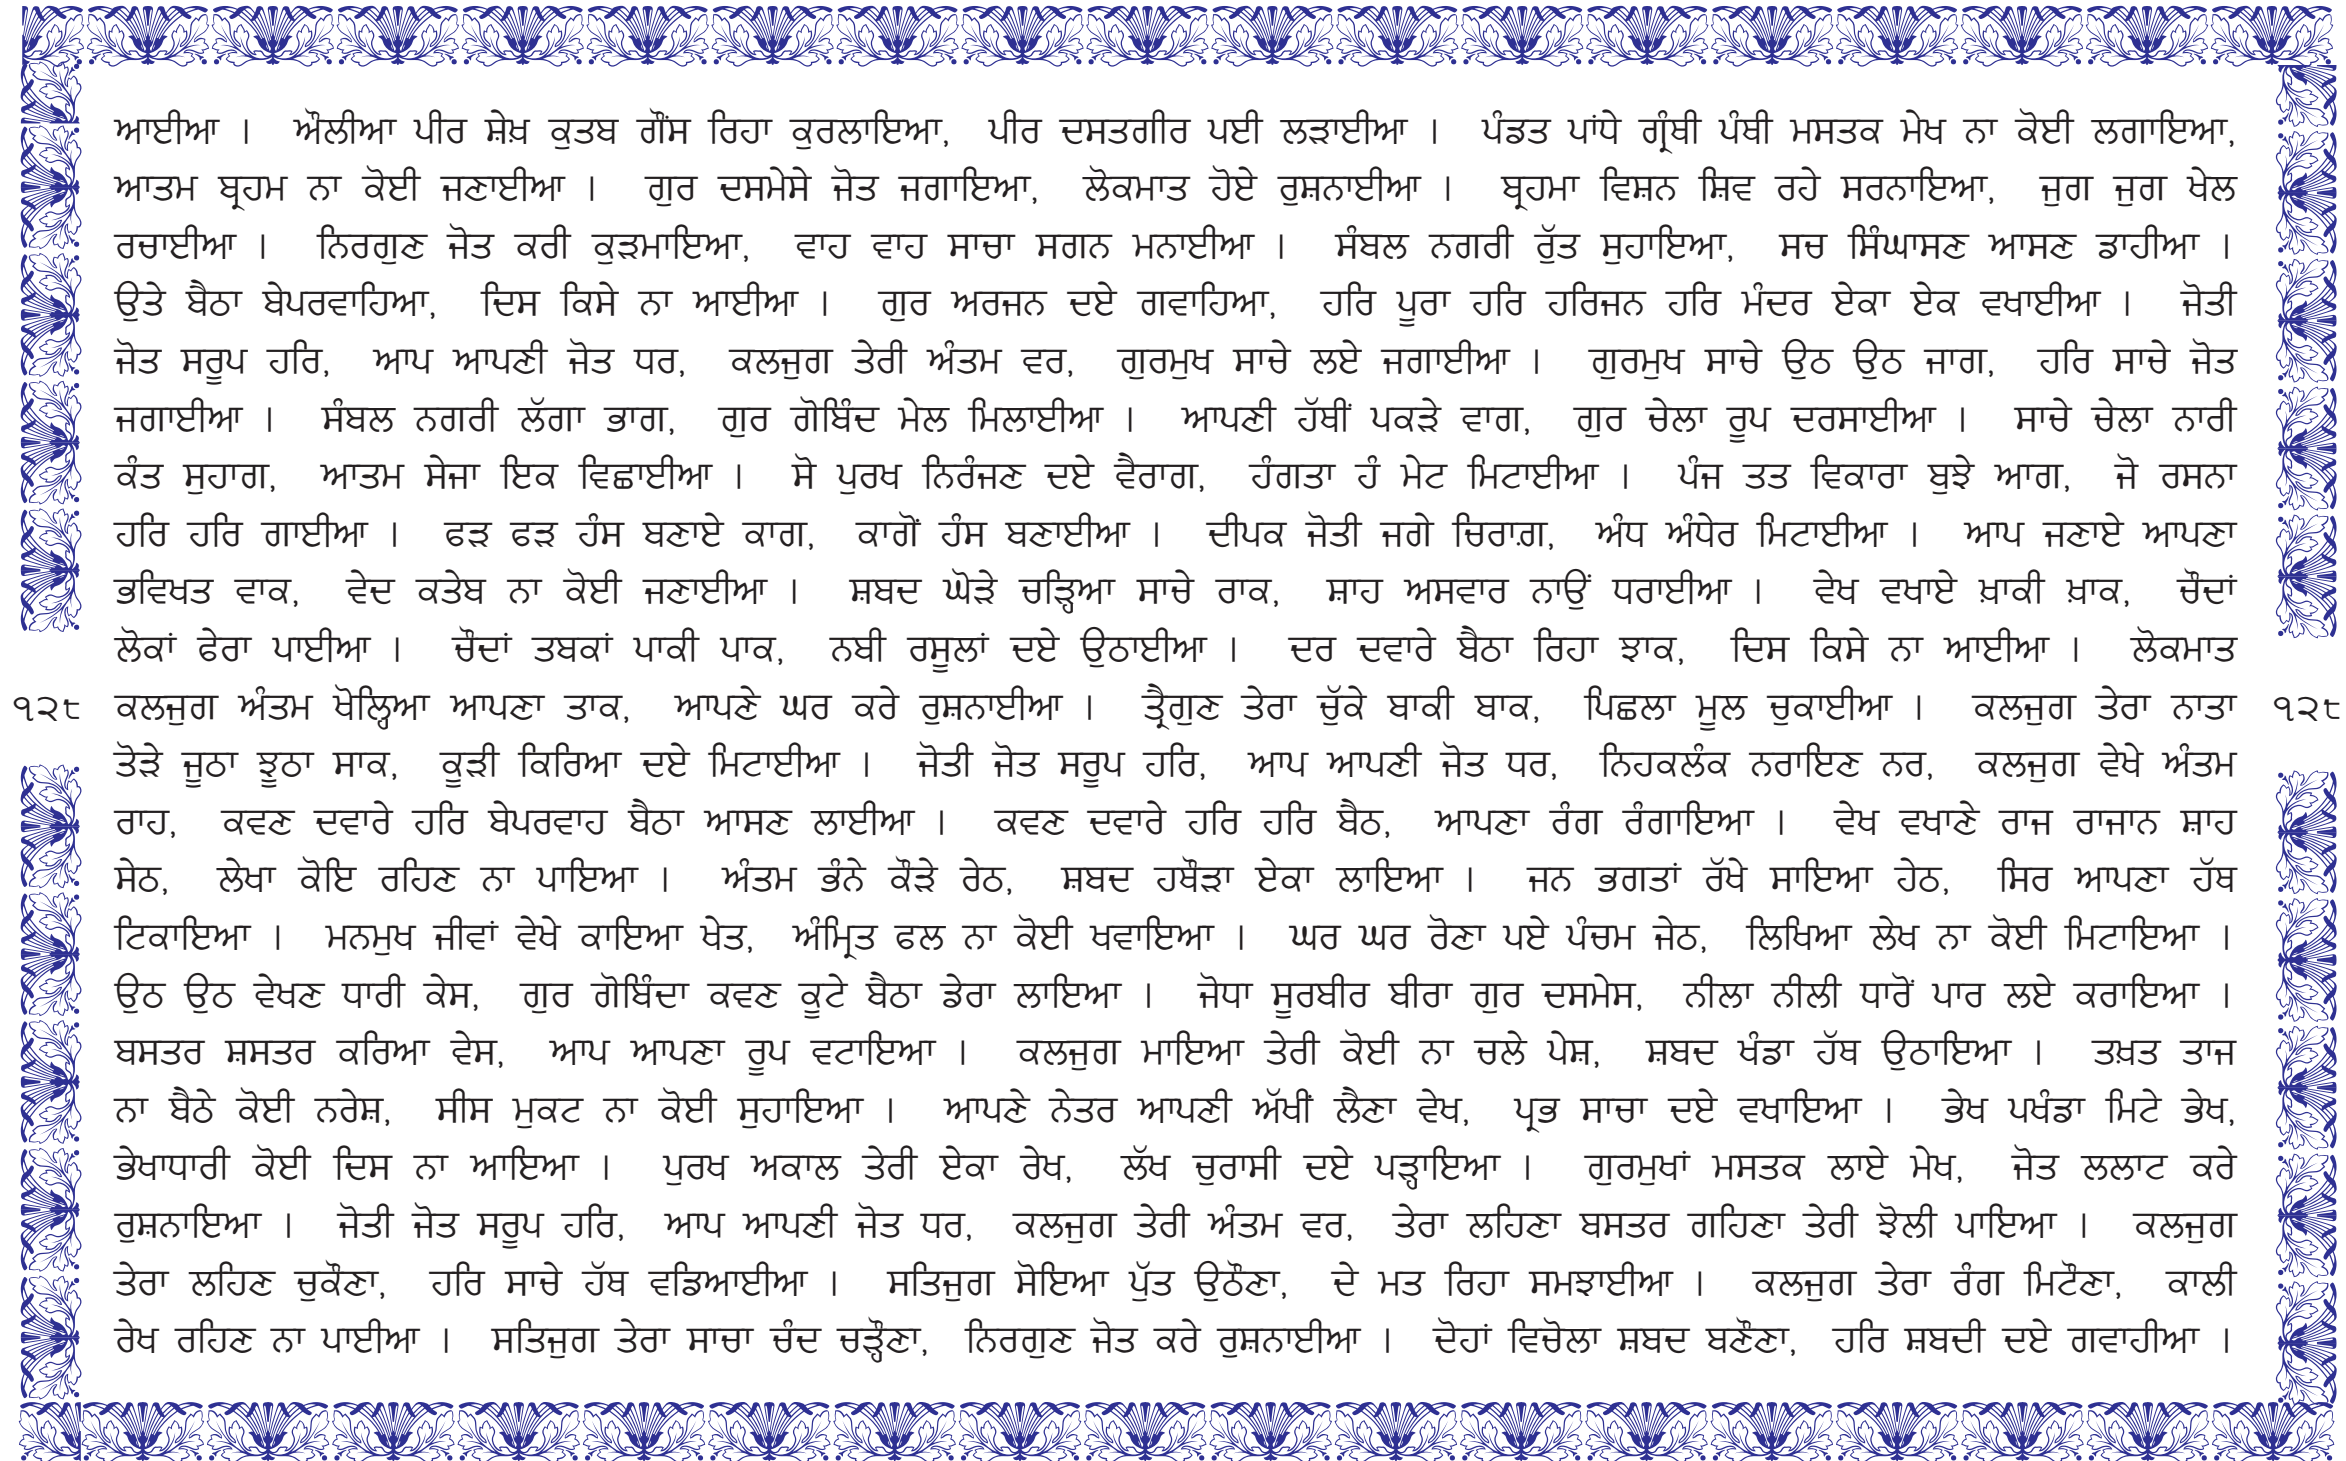 ਆਈਆ । ਔਲੀਆ ਪੀਰ ਸ਼ੇਖ਼ ਕੁਤਬ ਗੌਂਸ ਰਿਹਾ ਕੁਰਲਾਇਆ, ਪੀਰ ਦਸਤਗੀਰ ਪਈ ਲੜਾਈਆ । ਪੰਡਤ ਪਾਂਧੇ ਗ੍ਰੰਥੀ ਪੰਥੀ ਮਸਤਕ ਮੇਖ ਨਾ ਕੋਈ ਲਗਾਇਆ,
ਆਤਮ ਬ੍ਰਹਮ ਨਾ ਕੋਈ ਜਣਾਈਆ । ਗੁਰ ਦਸਮੇਸੇ ਜੋਤ ਜਗਾਇਆ, ਲੋਕਮਾਤ ਹੋਏ ਰੁਸ਼ਨਾਈਆ । ਬ੍ਰਹਮਾ ਵਿਸ਼ਨ ਸ਼ਿਵ ਰਹੇ ਸਰਨਾਇਆ, ਜੁਗ ਜੁਗ ਖੇਲ
ਰਚਾਈਆ । ਨਿਰਗੁਣ ਜੋਤ ਕਰੀ ਕੁੜਮਾਇਆ, ਵਾਹ ਵਾਹ ਸਾਚਾ ਸਗਨ ਮਨਾਈਆ । ਸੰਬਲ ਨਗਰੀ ਰੁੱਤ ਸੁਹਾਇਆ, ਸਚ ਸਿੰਘਾਸਣ ਆਸਣ ਡਾਹੀਆ ।
ਉਤੇ ਬੈਠਾ ਬੇਪਰਵਾਹਿਆ, ਦਿਸ ਕਿਸੇ ਨਾ ਆਈਆ । ਗੁਰ ਅਰਜਨ ਦਏ ਗਵਾਹਿਆ, ਹਰਿ ਪੂਰਾ ਹਰਿ ਹਰਿਜਨ ਹਰਿ ਮੰਦਰ ਏਕਾ ਏਕ ਵਖਾਈਆ । ਜੋਤੀ
ਜੋਤ ਸਰੂਪ ਹਰਿ, ਆਪ ਆਪਣੀ ਜੋਤ ਧਰ, ਕਲਜੁਗ ਤੇਰੀ ਅੰਤਮ ਵਰ, ਗੁਰਮੁਖ ਸਾਚੇ ਲਏ ਜਗਾਈਆ । ਗੁਰਮੁਖ ਸਾਚੇ ਉਠ ਉਠ ਜਾਗ, ਹਰਿ ਸਾਚੇ ਜੋਤ
ਜਗਾਈਆ । ਸੰਬਲ ਨਗਰੀ ਲੱਗਾ ਭਾਗ, ਗੁਰ ਗੋਬਿੰਦ ਮੇਲ ਮਿਲਾਈਆ । ਆਪਣੀ ਹੱਥੀਂ ਪਕੜੇ ਵਾਗ, ਗੁਰ ਚੇਲਾ ਰੂਪ ਦਰਸਾਈਆ । ਸਾਚੇ ਚੇਲਾ ਨਾਰੀ
ਕੰਤ ਸੁਹਾਗ, ਆਤਮ ਸੇਜਾ ਇਕ ਵਿਛਾਈਆ । ਸੋ ਪੁਰਖ ਨਿਰੰਜਣ ਦਏ ਵੈਰਾਗ, ਹੰਗਤਾ ਹੰ ਮੇਟ ਮਿਟਾਈਆ । ਪੰਜ ਤਤ ਵਿਕਾਰਾ ਬੁਝੇ ਆਗ, ਜੋ ਰਸਨਾ
ਹਰਿ ਹਰਿ ਗਾਈਆ । ਫੜ ਫੜ ਹੰਸ ਬਣਾਏ ਕਾਗ, ਕਾਗੋਂ ਹੰਸ ਬਣਾਈਆ । ਦੀਪਕ ਜੋਤੀ ਜਗੇ ਚਿਰਾਗ਼, ਅੰਧ ਅੰਧੇਰ ਮਿਟਾਈਆ । ਆਪ ਜਣਾਏ ਆਪਣਾ
ਭਵਿਖਤ ਵਾਕ, ਵੇਦ ਕਤੇਬ ਨਾ ਕੋਈ ਜਣਾਈਆ । ਸ਼ਬਦ ਘੋੜੇ ਚੜ੍ਹਿਆ ਸਾਚੇ ਰਾਕ, ਸ਼ਾਹ ਅਸਵਾਰ ਨਾਉਂ ਧਰਾਈਆ । ਵੇਖ ਵਖਾਏ ਖ਼ਾਕੀ ਖ਼ਾਕ, ਚੌਦਾਂ
ਲੋਕਾਂ ਫੇਰਾ ਪਾਈਆ । ਚੌਦਾਂ ਤਬਕਾਂ ਪਾਕੀ ਪਾਕ, ਨਬੀ ਰਸੂਲਾਂ ਦਏ ਉਠਾਈਆ । ਦਰ ਦਵਾਰੇ ਬੈਠਾ ਰਿਹਾ ਝਾਕ, ਦਿਸ ਕਿਸੇ ਨਾ ਆਈਆ । ਲੋਕਮਾਤ
੧੨੮ ਕਲਜੁਗ ਅੰਤਮ ਖੋਲ੍ਹਿਆ ਆਪਣਾ ਤਾਕ, ਆਪਣੇ ਘਰ ਕਰੇ ਰੁਸ਼ਨਾਈਆ । ਤ੍ਰੈਗੁਣ ਤੇਰਾ ਚੁੱਕੇ ਬਾਕੀ ਬਾਕ, ਪਿਛਲਾ ਮੂਲ ਚੁਕਾਈਆ । ਕਲਜੁਗ ਤੇਰਾ ਨਾਤਾ ੧੨੮
ਤੋੜੇ ਜੂਠਾ ਝੂਠਾ ਸਾਕ, ਕੂੜੀ ਕਿਰਿਆ ਦਏ ਮਿਟਾਈਆ । ਜੋਤੀ ਜੋਤ ਸਰੂਪ ਹਰਿ, ਆਪ ਆਪਣੀ ਜੋਤ ਧਰ, ਨਿਹਕਲੰਕ ਨਰਾਇਣ ਨਰ, ਕਲਜੁਗ ਵੇਖੇ ਅੰਤਮ
ਰਾਹ, ਕਵਣ ਦਵਾਰੇ ਹਰਿ ਬੇਪਰਵਾਹ ਬੈਠਾ ਆਸਣ ਲਾਈਆ । ਕਵਣ ਦਵਾਰੇ ਹਰਿ ਹਰਿ ਬੈਠ, ਆਪਣਾ ਰੰਗ ਰੰਗਾਇਆ । ਵੇਖ ਵਖਾਣੇ ਰਾਜ ਰਾਜਾਨ ਸ਼ਾਹ
ਸੇਠ, ਲੇਖਾ ਕੋਇ ਰਹਿਣ ਨਾ ਪਾਇਆ । ਅੰਤਮ ਭੰਨੇ ਕੌੜੇ ਰੇਠ, ਸ਼ਬਦ ਹਥੌੜਾ ਏਕਾ ਲਾਇਆ । ਜਨ ਭਗਤਾਂ ਰੱਖੇ ਸਾਇਆ ਹੇਠ, ਸਿਰ ਆਪਣਾ ਹੱਥ
ਟਿਕਾਇਆ । ਮਨਮੁਖ ਜੀਵਾਂ ਵੇਖੇ ਕਾਇਆ ਖੇਤ, ਅੰਮ੍ਰਿਤ ਫਲ ਨਾ ਕੋਈ ਖਵਾਇਆ । ਘਰ ਘਰ ਰੋਣਾ ਪਏ ਪੰਚਮ ਜੇਠ, ਲਿਖਿਆ ਲੇਖ ਨਾ ਕੋਈ ਮਿਟਾਇਆ ।
ਉਠ ਉਠ ਵੇਖਣ ਧਾਰੀ ਕੇਸ, ਗੁਰ ਗੋਬਿੰਦਾ ਕਵਣ ਕੂਟੇ ਬੈਠਾ ਡੇਰਾ ਲਾਇਆ । ਜੋਧਾ ਸੂਰਬੀਰ ਬੀਰਾ ਗੁਰ ਦਸਮੇਸ, ਨੀਲਾ ਨੀਲੀ ਧਾਰੋਂ ਪਾਰ ਲਏ ਕਰਾਇਆ ।
ਬਸਤਰ ਸ਼ਸਤਰ ਕਰਿਆ ਵੇਸ, ਆਪ ਆਪਣਾ ਰੂਪ ਵਟਾਇਆ । ਕਲਜੁਗ ਮਾਇਆ ਤੇਰੀ ਕੋਈ ਨਾ ਚਲੇ ਪੇਸ਼, ਸ਼ਬਦ ਖੰਡਾ ਹੱਥ ਉਠਾਇਆ । ਤਖ਼ਤ ਤਾਜ
ਨਾ ਬੈਠੇ ਕੋਈ ਨਰੇਸ਼, ਸੀਸ ਮੁਕਟ ਨਾ ਕੋਈ ਸੁਹਾਇਆ । ਆਪਣੇ ਨੇਤਰ ਆਪਣੀ ਅੱਖੀਂ ਲੈਣਾ ਵੇਖ, ਪ੍ਰਭ ਸਾਚਾ ਦਏ ਵਖਾਇਆ । ਭੇਖ ਪਖੰਡਾ ਮਿਟੇ ਭੇਖ,
ਭੇਖਾਧਾਰੀ ਕੋਈ ਦਿਸ ਨਾ ਆਇਆ । ਪੁਰਖ ਅਕਾਲ ਤੇਰੀ ਏਕਾ ਰੇਖ, ਲੱਖ ਚੁਰਾਸੀ ਦਏ ਪੜ੍ਹਾਇਆ । ਗੁਰਮੁਖਾਂ ਮਸਤਕ ਲਾਏ ਮੇਖ, ਜੋਤ ਲਲਾਟ ਕਰੇ
ਰੁਸ਼ਨਾਇਆ । ਜੋਤੀ ਜੋਤ ਸਰੂਪ ਹਰਿ, ਆਪ ਆਪਣੀ ਜੋਤ ਧਰ, ਕਲਜੁਗ ਤੇਰੀ ਅੰਤਮ ਵਰ, ਤੇਰਾ ਲਹਿਣਾ ਬਸਤਰ ਗਹਿਣਾ ਤੇਰੀ ਝੋਲੀ ਪਾਇਆ । ਕਲਜੁਗ
ਤੇਰਾ ਲਹਿਣ ਚੁਕੌਣਾ, ਹਰਿ ਸਾਚੇ ਹੱਥ ਵਡਿਆਈਆ । ਸਤਿਜੁਗ ਸੋਇਆ ਪੁੱਤ ਉਠੌਣਾ, ਦੇ ਮਤ ਰਿਹਾ ਸਮਝਾਈਆ । ਕਲਜੁਗ ਤੇਰਾ ਰੰਗ ਮਿਟੌਣਾ, ਕਾਲੀ
ਰੇਖ ਰਹਿਣ ਨਾ ਪਾਈਆ । ਸਤਿਜੁਗ ਤੇਰਾ ਸਾਚਾ ਚੰਦ ਚੜ੍ਹੌਣਾ, ਨਿਰਗੁਣ ਜੋਤ ਕਰੇ ਰੁਸ਼ਨਾਈਆ । ਦੋਹਾਂ ਵਿਚੋਲਾ ਸ਼ਬਦ ਬਣੌਣਾ, ਹਰਿ ਸ਼ਬਦੀ ਦਏ ਗਵਾਹੀਆ ।